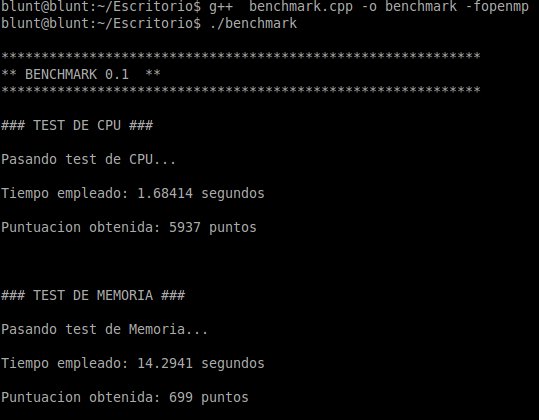 blunt@blunt:~/Escritorio$ g++  benchmark.cpp -o benchmark -fopenmp
blunt@blunt:~/Escritorio$ ./benchmark
************************************************************
** BENCHMARK 0.1  **
************************************************************
### TEST DE CPU ###
Pasando test de CPU...
Tiempo empleado: 1.68414 segundos
Puntuacion obtenida: 5937 puntos
### TEST DE MEMORIA ###
Pasando test de Memoria...
Tiempo empleado: 14.2941 segundos
Puntuacion obtenida: 699 puntos